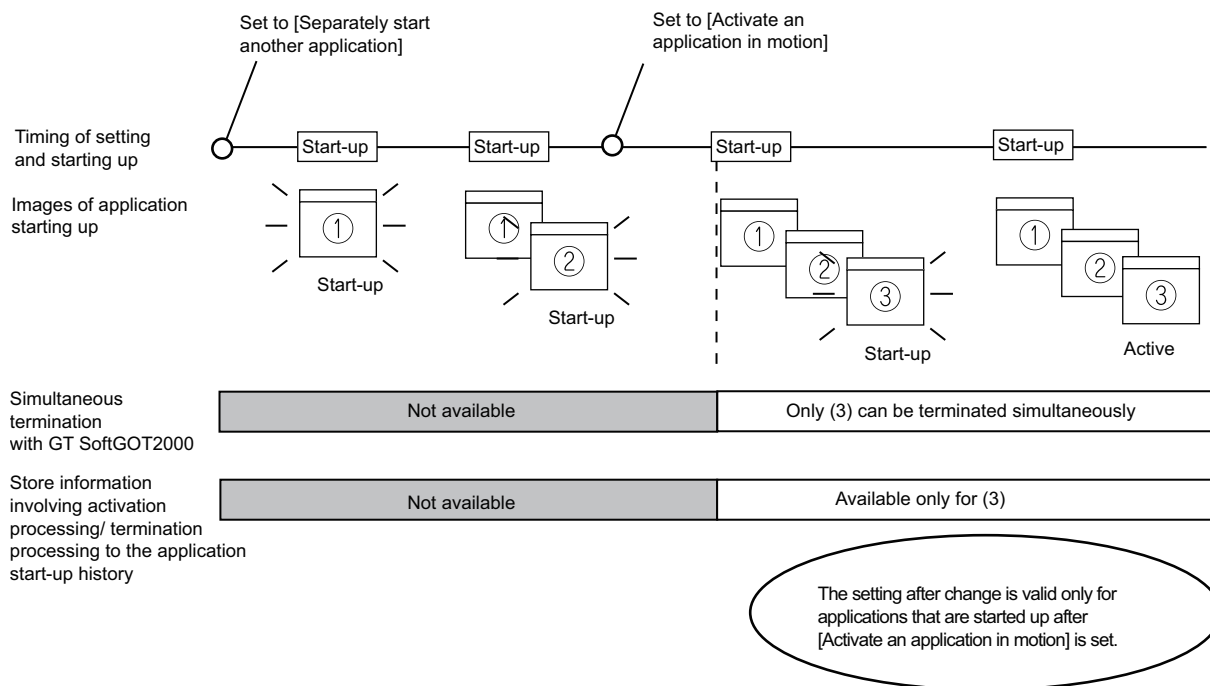 Set to [Separately start
another application]
Set to [Activate an
application in motion]
Timing of setting
and starting up
Start-up
Start-up
Start-up
Start-up
Images of application
starting up
①
Start-up
①
②
Start-up
①
②
③
Start-up
①
②
③
Active
Simultaneous
termination
with GT SoftGOT2000
Not available
Only (3) can be terminated simultaneously
Store information
involving activation
processing/ termination
processing to the application
start-up history
Not available
Available only for (3)
The setting after change is valid only for
applications that are started up after
[Activate an application in motion] is set.